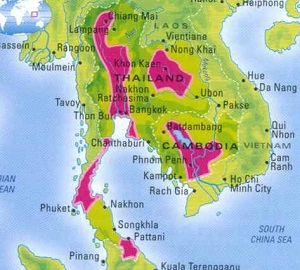 Chiang Mai
Haiphong
LAOS
Lampang
Vientiane
Nong Khai
Bassein
Rangoon
Moulmein
Khon Kaen
THAILAND
Hue
Da Nang
Nakhon
Ratchasima
Ubon
Pakse
Tavoy
Thon Buri
Bangkok
Qui
Nhon
Battambang
CAMBODIA
VIETNAM
Chanthaburi
Phnom Penh
Cam
Ranh
Kampot
Ho Chi
Minh City
Rach Gia
Phuket
Nakhon
SOUTH
CHINA SEA
Songkhla
Pattani
Pinang
Kuala Terengganu